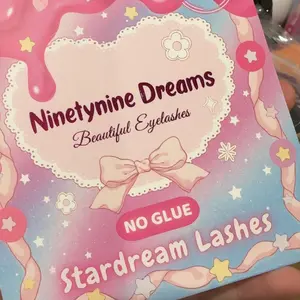 Ninetynine Dreams
Beautiful Eyelashes
NO GLUE
Stardream Lashes